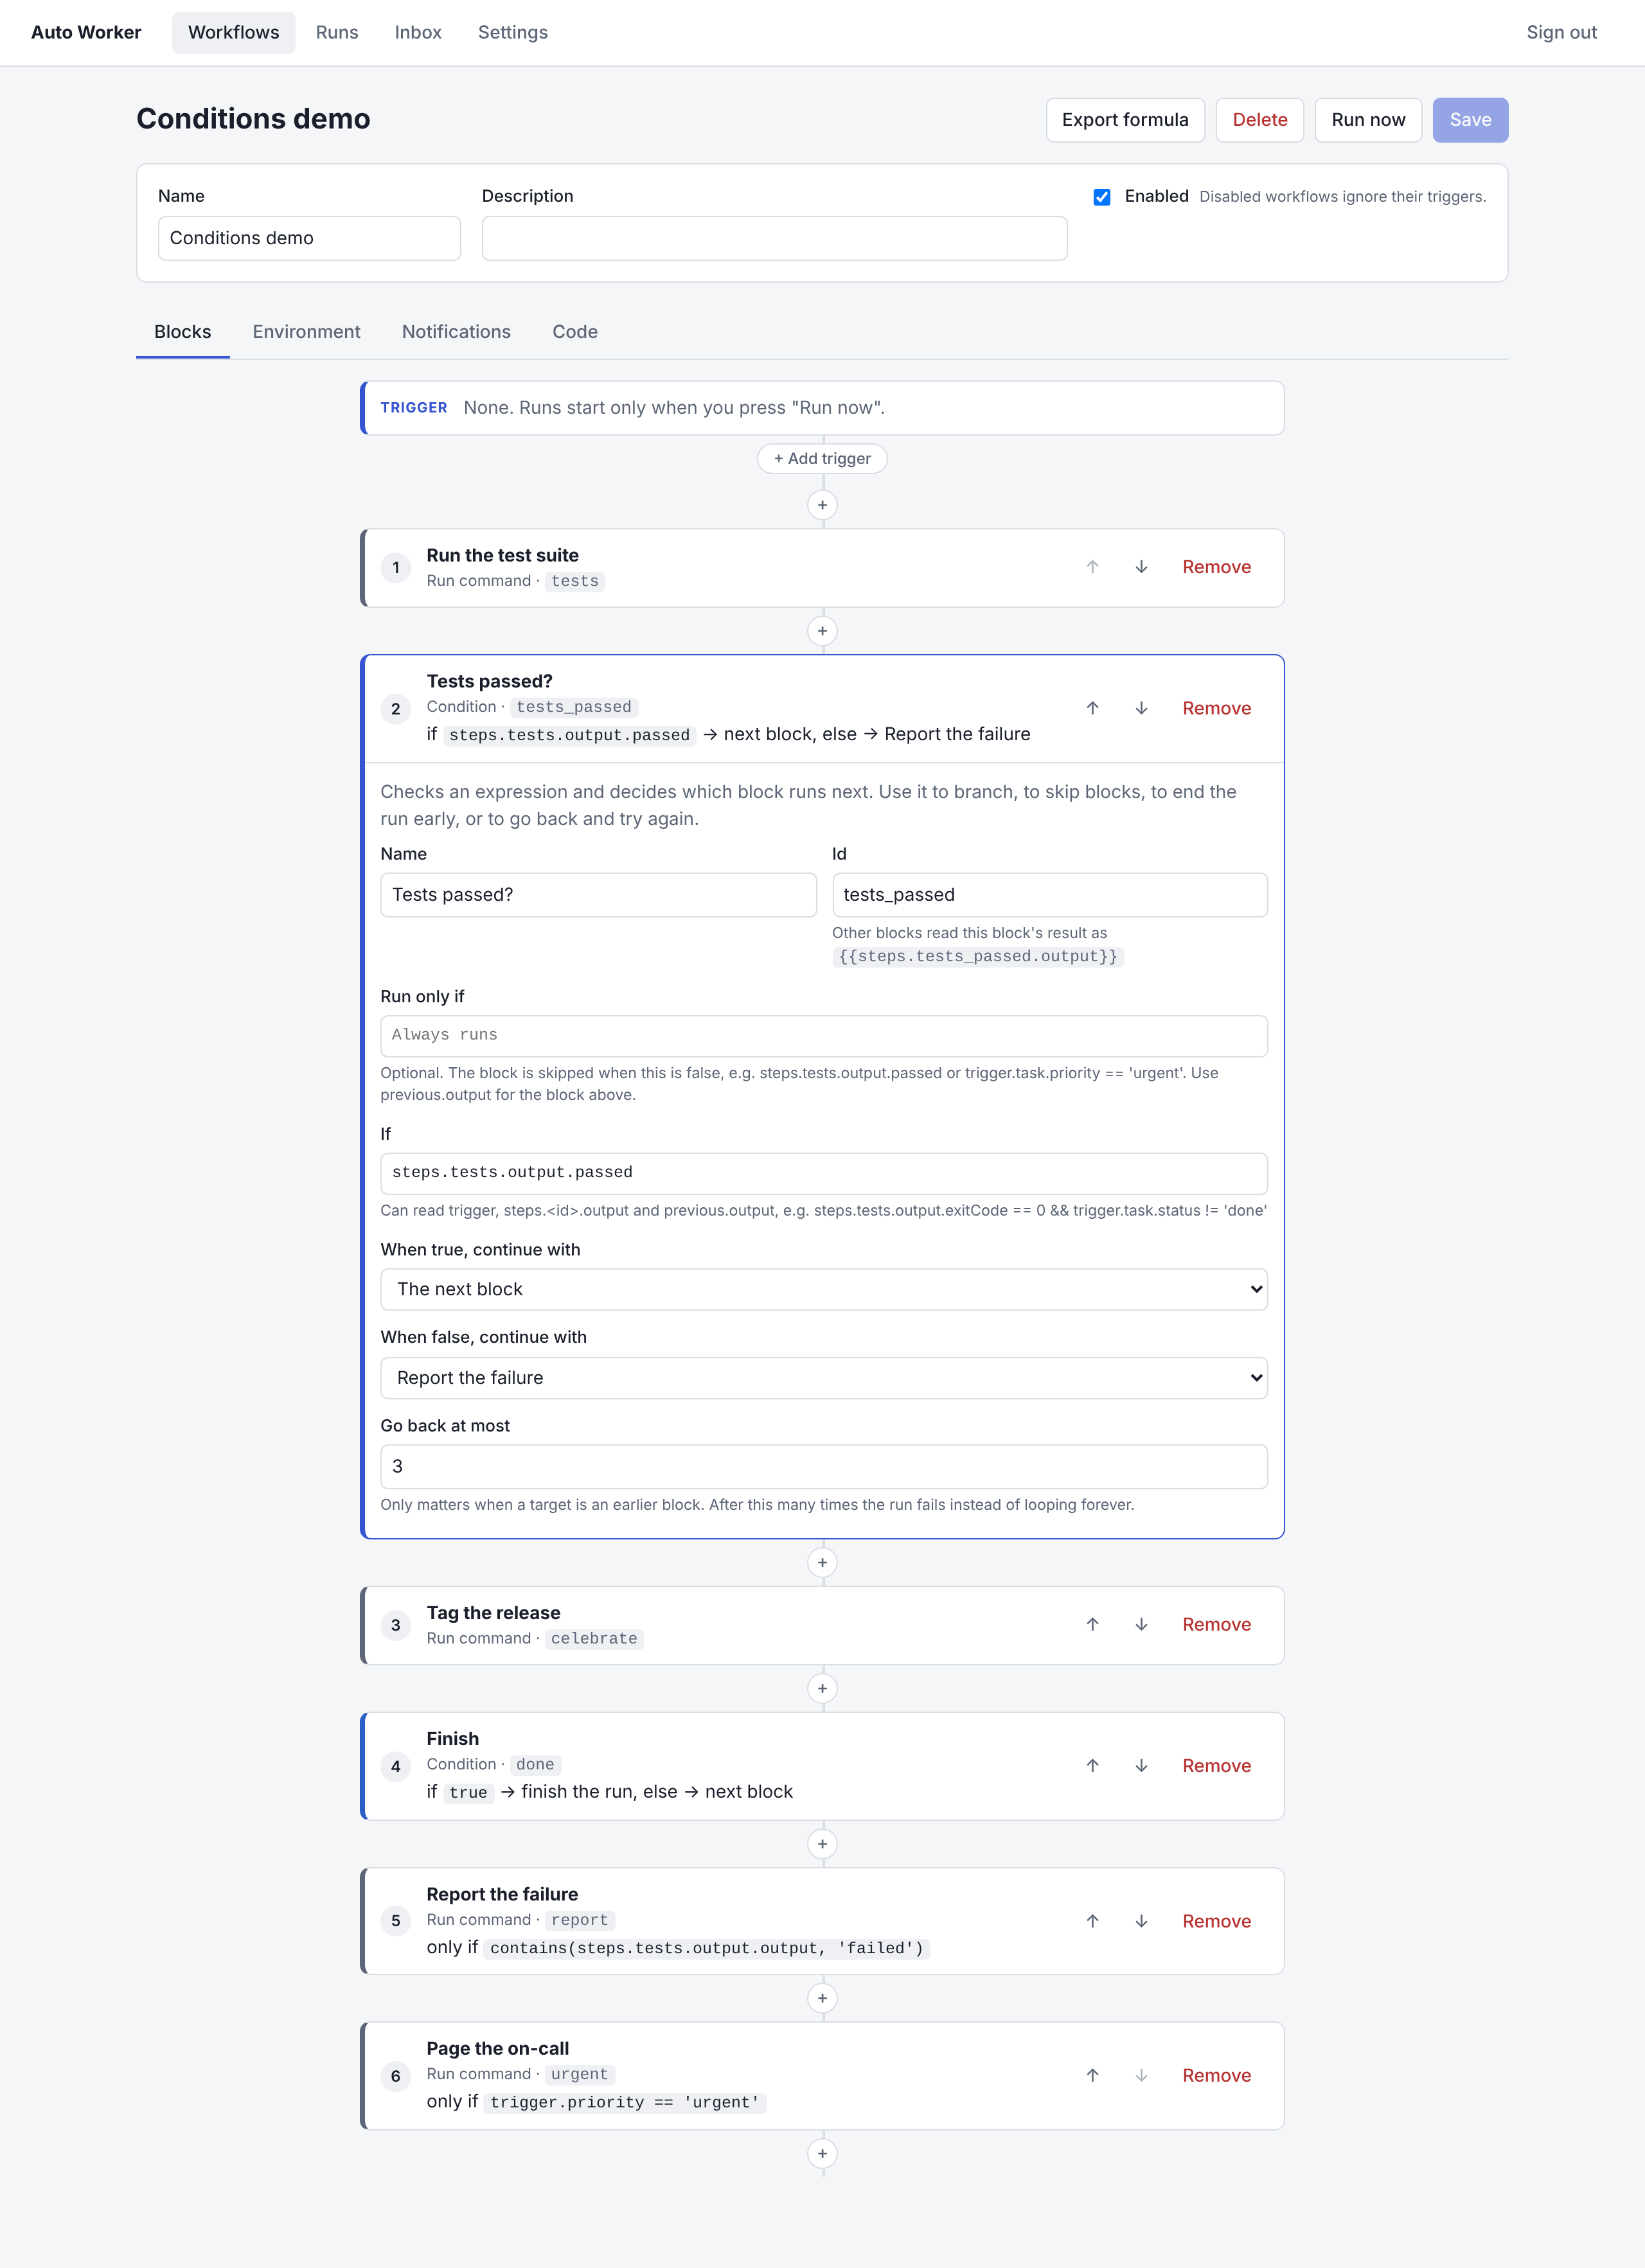 Auto Worker Workflows Runs Inbox Settings Sign out
Conditions demo Export formula Delete Run now Save
Name Description Enabled Disabled workflows ignore their triggers.
Conditions demo
Blocks Environment Notifications Code
TRIGGER None. Runs start only when you press "Run now".
+ Add trigger
+
1 Run the test suite ↑ ↓ Remove
Run command · tests
+
Tests passed?
2 Condition · tests_passed ↑ ↓ Remove
if steps.tests.output.passed → next block, else → Report the failure
Checks an expression and decides which block runs next. Use it to branch, to skip blocks, to end the
run early, or to go back and try again.
Name Id
Tests passed? tests_passed
Other blocks read this block's result as
{{steps.tests_passed.output}}
Run only if
Always runs
Optional. The block is skipped when this is false, e.g. steps.tests.output.passed or trigger.task.priority == 'urgent'. Use
previous.output for the block above.
If
steps.tests.output.passed
Can read trigger, steps.<id>.output and previous.output, e.g. steps.tests.output.exitCode == 0 && trigger.task.status != 'done'
When true, continue with
The next block
When false, continue with
Report the failure
Go back at most
3
Only matters when a target is an earlier block. After this many times the run fails instead of looping forever.
+
3 Tag the release ↑ ↓ Remove
Run command · celebrate
+
Finish
4 Condition · done ↑ ↓ Remove
if true → finish the run, else → next block
+
Report the failure
5 Run command · report ↑ ↓ Remove
only if contains(steps.tests.output.output, 'failed')
+
Page the on-call
6 Run command · urgent ↑ ↓ Remove
only if trigger.priority == 'urgent'
+